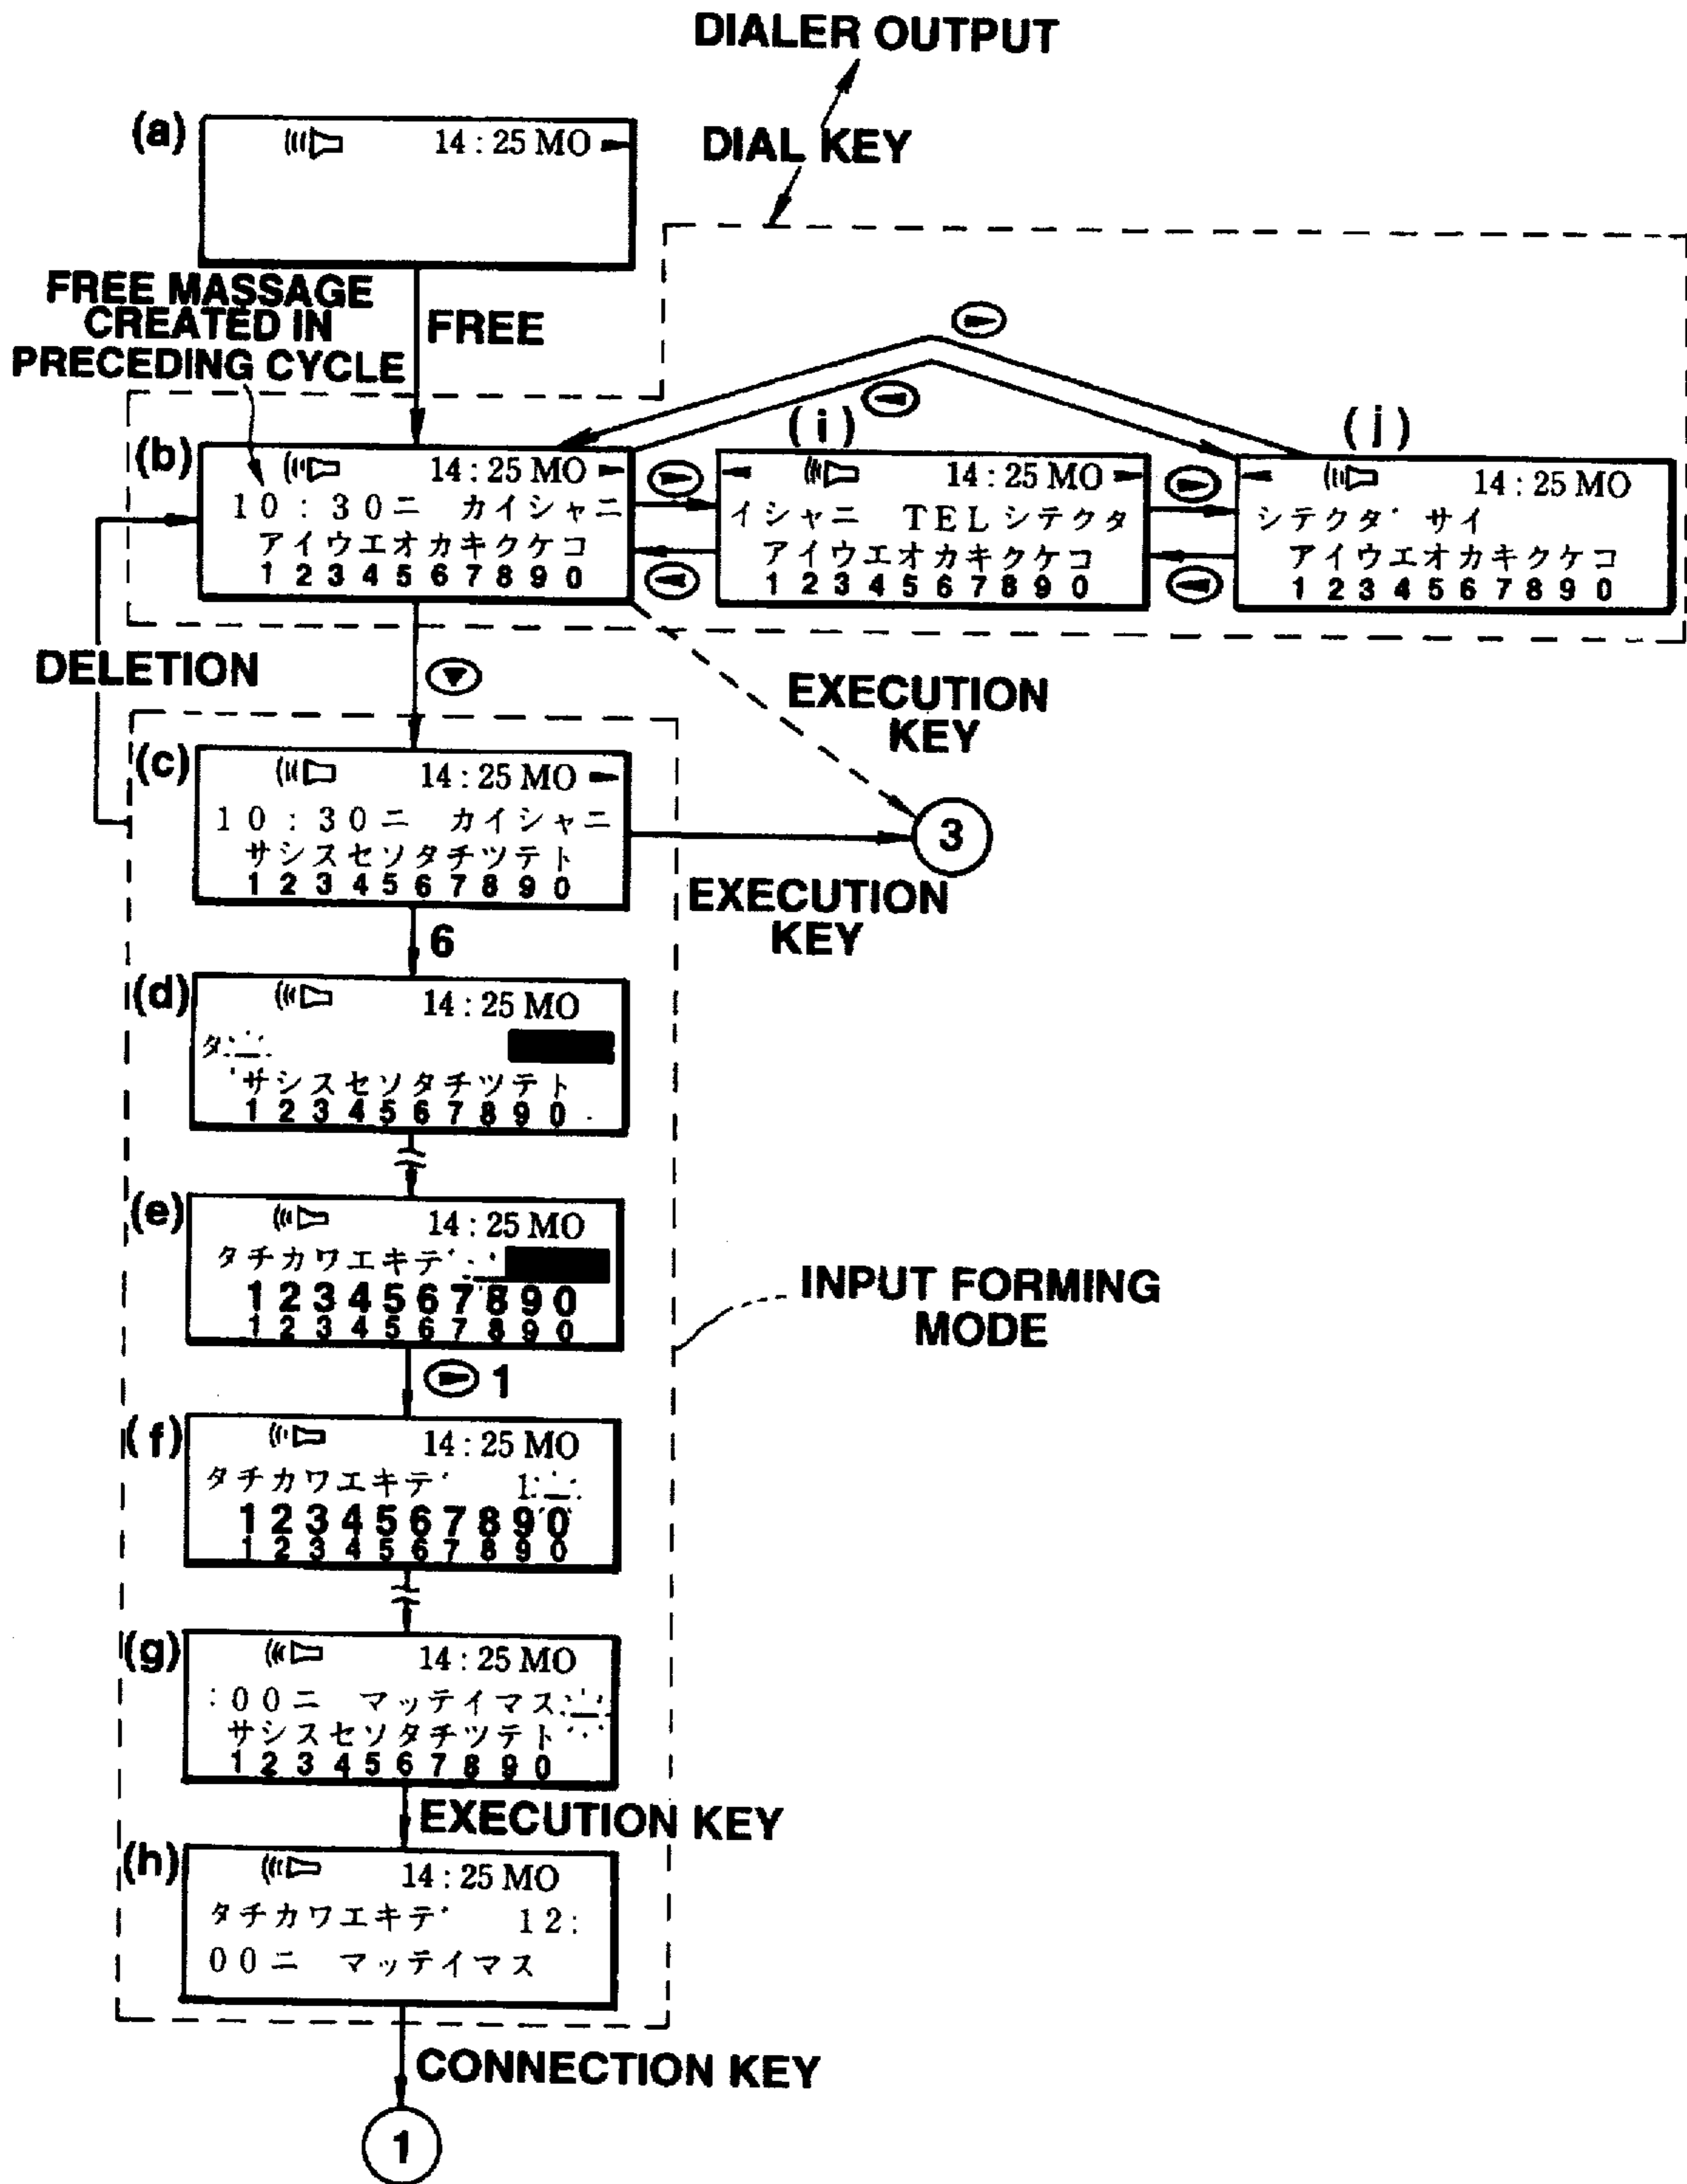 DIALER OUTPUT
DIAL KEY
(a)
14:25 MO
FREE MASSAGE
CREATED IN
PRECEDING CYCLE
FREE
(b)
14:25 MO
10:30ニ カイシャニ
アイウエオカキクケコ
1 2 3 4 5 6 7 8 9 0
(i)
14:25 MO
イシャニ TELシテクタ
アイウエオカキクケコ
1 2 3 4 5 6 7 8 9 0
(j)
14:25 MO
シテクダサイ
アイウエオカキクケコ
1 2 3 4 5 6 7 8 9 0
DELETION
EXECUTION
KEY
(c)
14:25 MO
10:30ニ カイシャニ
サシスセソタチツテト
1 2 3 4 5 6 7 8 9 0
3
EXECUTION
KEY
6
(d)
14:25 MO
タ
サシスセソタチツテト
1 2 3 4 5 6 7 8 9 0
(e)
14:25 MO
タチカワエキデ
1 2 3 4 5 6 7 8 9 0
1 2 3 4 5 6 7 8 9 0
INPUT FORMING
MODE
1
(f)
14:25 MO
タチカワエキデ 1
1 2 3 4 5 6 7 8 9 0
1 2 3 4 5 6 7 8 9 0
(g)
14:25 MO
:00ニ マッテイマス
サシスセソタチツテト
1 2 3 4 5 6 7 8 9 0
EXECUTION KEY
(h)
14:25 MO
タチカワエキデ 12:
00ニ マッテイマス
CONNECTION KEY
1